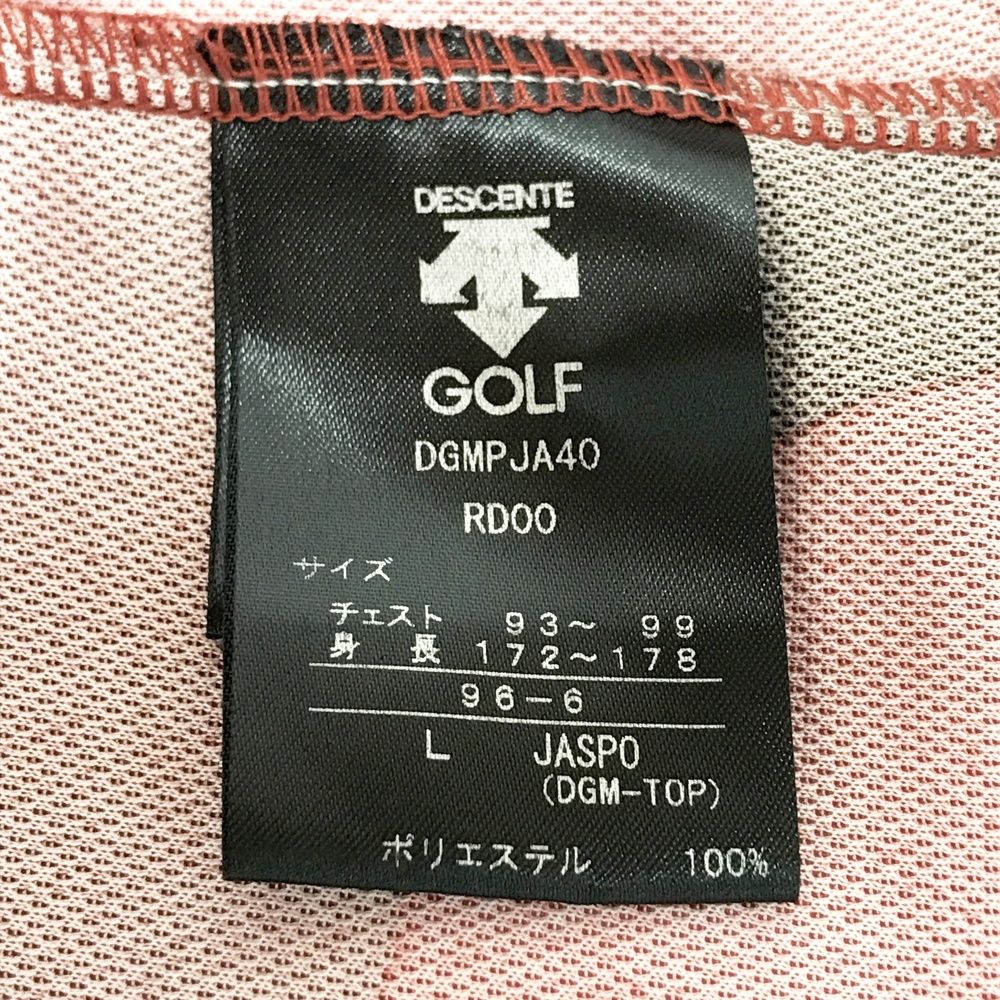 DESCENTE
GOLF
DGMPJA40
RD00
サイズ
チェスト 93～ 99
身 長 172～178
96-6
L JASPO
(DGM-TOP)
ポリエステル 100%